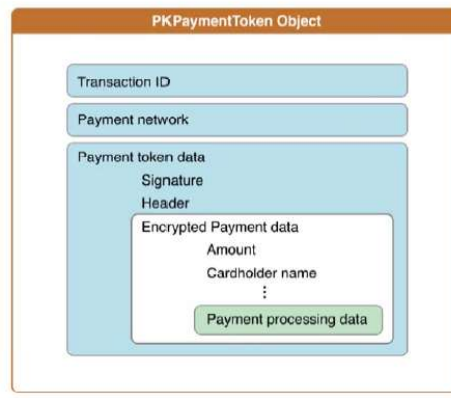 PKPaymentToken Object
Transaction ID
Payment network
Payment token data
Signature
Header
Encrypted Payment data
Amount
Cardholder name
⋮
Payment processing data